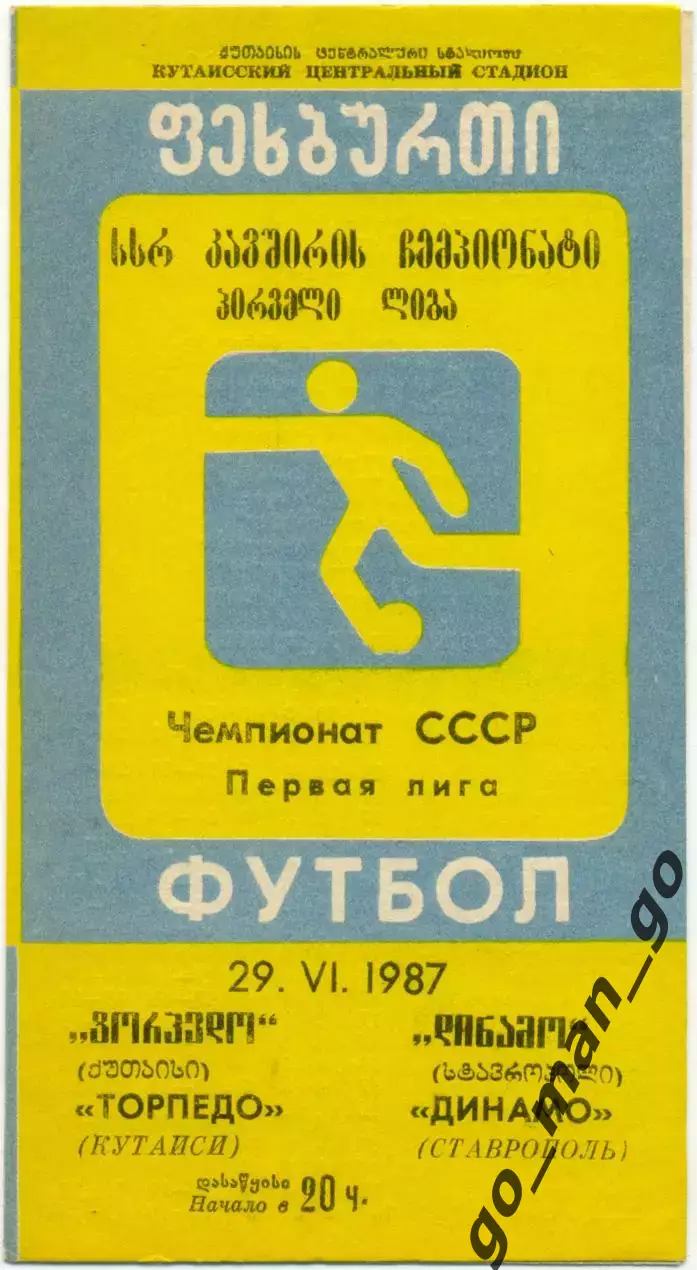 ქუთაისის ცენტრალური სტადიონი
КУТАИССКИЙ ЦЕНТРАЛЬНЫЙ СТАДИОН
ფეხბურთი
სსრ კავშირის ჩემპიონატი
პირველი ლიგა
Чемпионат СССР
Первая лига
ФУТБОЛ
29. VI. 1987
„ტორპედო“ „დინამო“
(ქუთაისი) (სტავროპოლი)
«ТОРПЕДО» «ДИНАМО»
(КУТАИСИ) (СТАВРОПОЛЬ)
დასაწყისი
Начало в 20 ч.
go_man_go